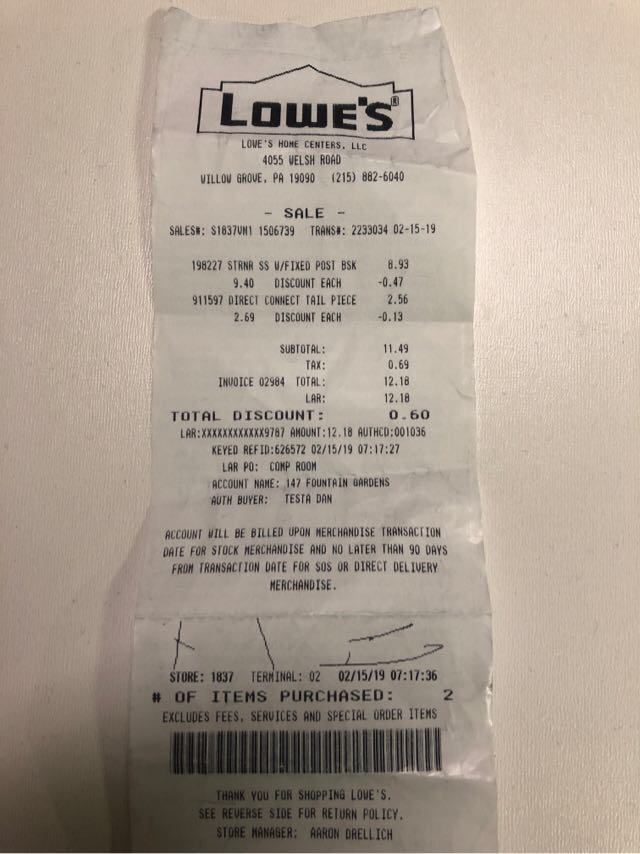 LOWE'S®
LOWE'S HOME CENTERS, LLC
4055 WELSH ROAD
WILLOW GROVE, PA 19090 (215) 882-6040
- SALE -
SALES#: S1837VM1 1506739 TRANS#: 2233034 02-15-19
198227 STRNR SS W/FIXED POST BSK 8.93
9.40 DISCOUNT EACH -0.47
911597 DIRECT CONNECT TAIL PIECE 2.56
2.69 DISCOUNT EACH -0.13
SUBTOTAL: 11.49
TAX: 0.69
INVOICE 02984 TOTAL: 12.18
LAR: 12.18
TOTAL DISCOUNT: 0.60
LAR:XXXXXXXXXXXX9787 AMOUNT:12.18 AUTHCD:001036
KEYED REFID:626572 02/15/19 07:17:27
LAR PO: COMP ROOM
ACCOUNT NAME: 147 FOUNTAIN GARDENS
AUTH BUYER: TESTA DAN
ACCOUNT WILL BE BILLED UPON MERCHANDISE TRANSACTION
DATE FOR STOCK MERCHANDISE AND NO LATER THAN 90 DAYS
FROM TRANSACTION DATE FOR SOS OR DIRECT DELIVERY
MERCHANDISE.
STORE: 1837 TERMINAL: 02 02/15/19 07:17:36
# OF ITEMS PURCHASED: 2
EXCLUDES FEES, SERVICES AND SPECIAL ORDER ITEMS
THANK YOU FOR SHOPPING LOWE'S.
SEE REVERSE SIDE FOR RETURN POLICY.
STORE MANAGER: AARON DRELLICH